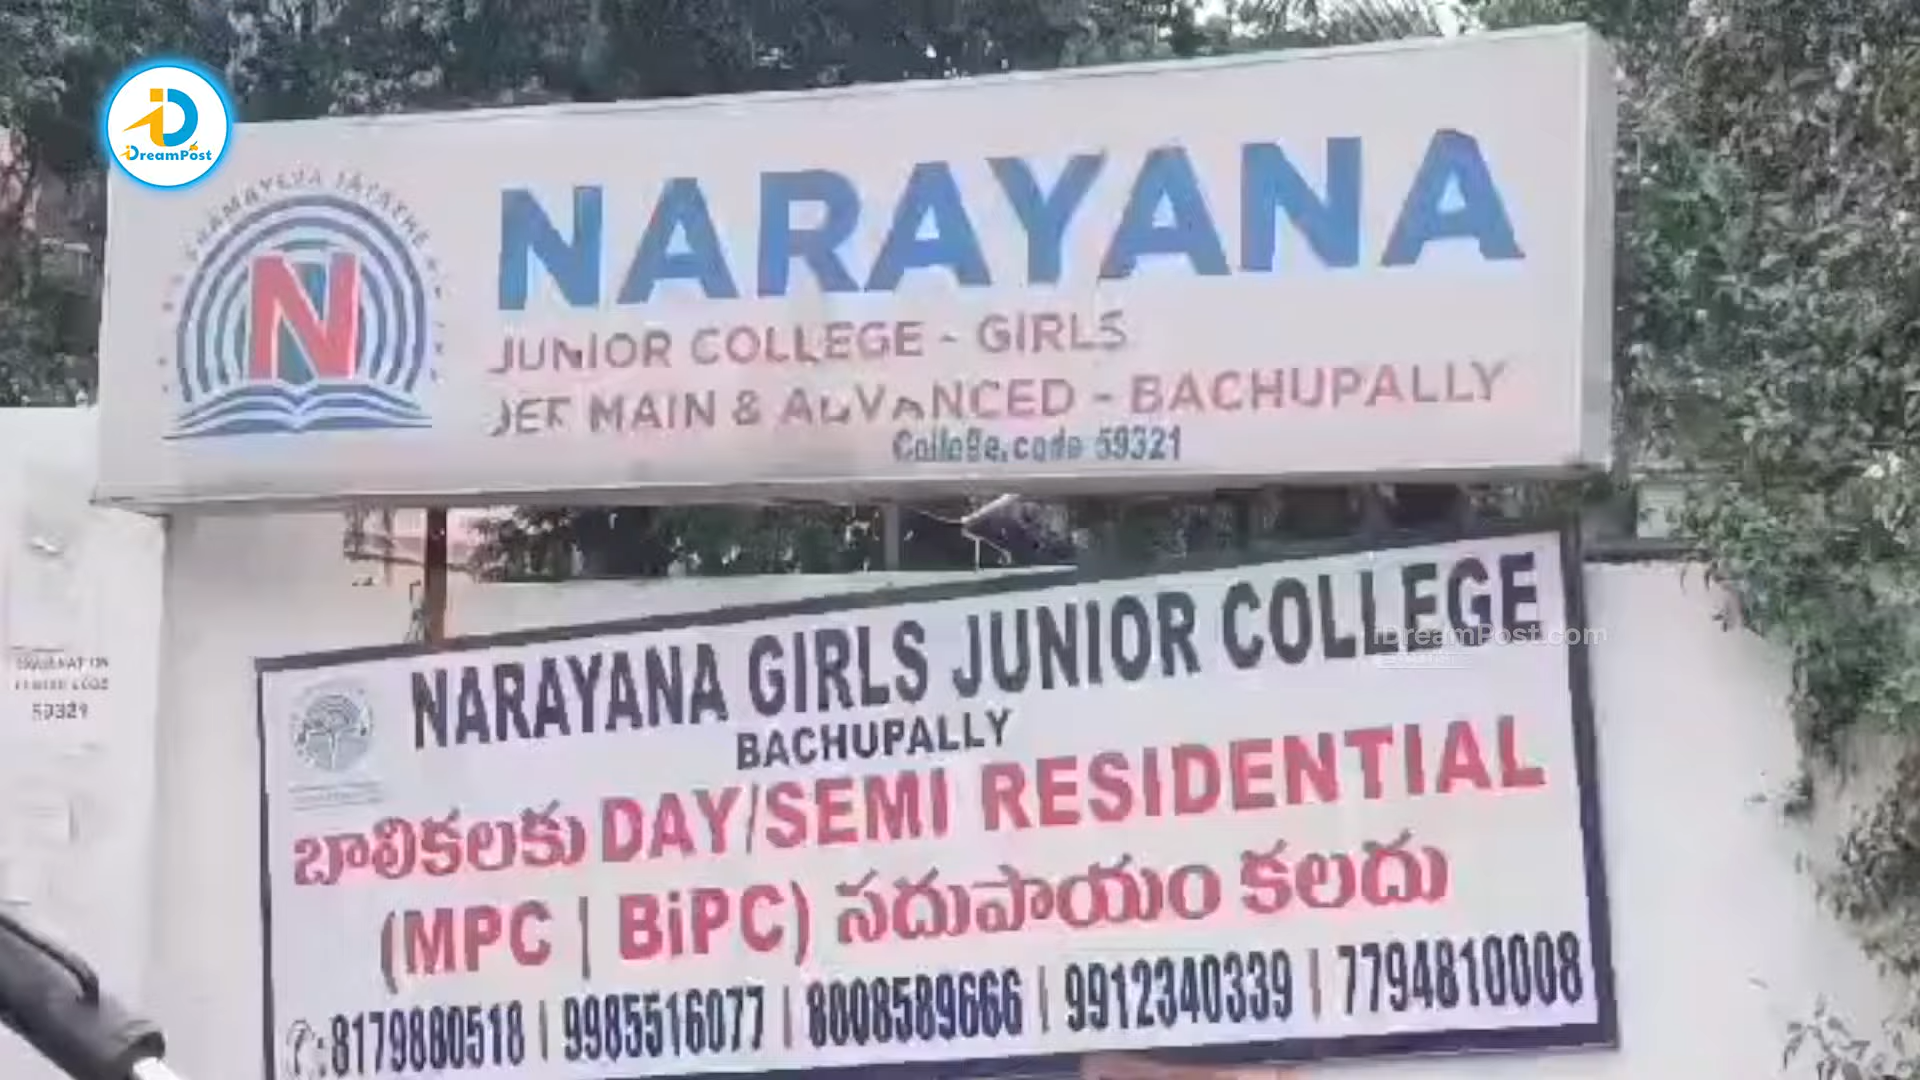 iDreamPost
NARAYANA
N
JUNIOR COLLEGE - GIRLS
JEE MAIN & ADVANCED - BACHUPALLY
College.code 59321
NARAYANA GIRLS JUNIOR COLLEGE
iDreamPost.com
BACHUPALLY
59321
బాలికలకు DAY/SEMI RESIDENTIAL
(MPC | BiPC) సదుపాయం కలదు
:8179880518 | 9985516077 | 8008589666 | 9912340339 | 7794810008